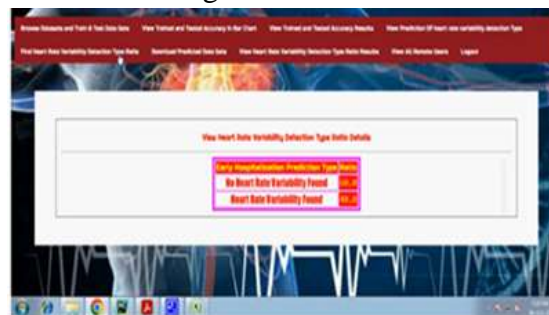 Browse Datasets and Train & Test Data Sets   View Trained and Tested Accuracy in Bar Chart   View Trained and Tested Accuracy Results   View Prediction Of heart rate variability detection Type
Find Heart Rate Variability Detection Type Ratio   Download Predicted Data Sets   View Heart Rate Variability Detection Type Ratio Results   View All Remote Users   Logout
View Heart Rate Variability Detection Type Ratio Details
Early Hospitalization Prediction Type Ratio
No Heart Rate Variability Found
Heart Rate Variability Found